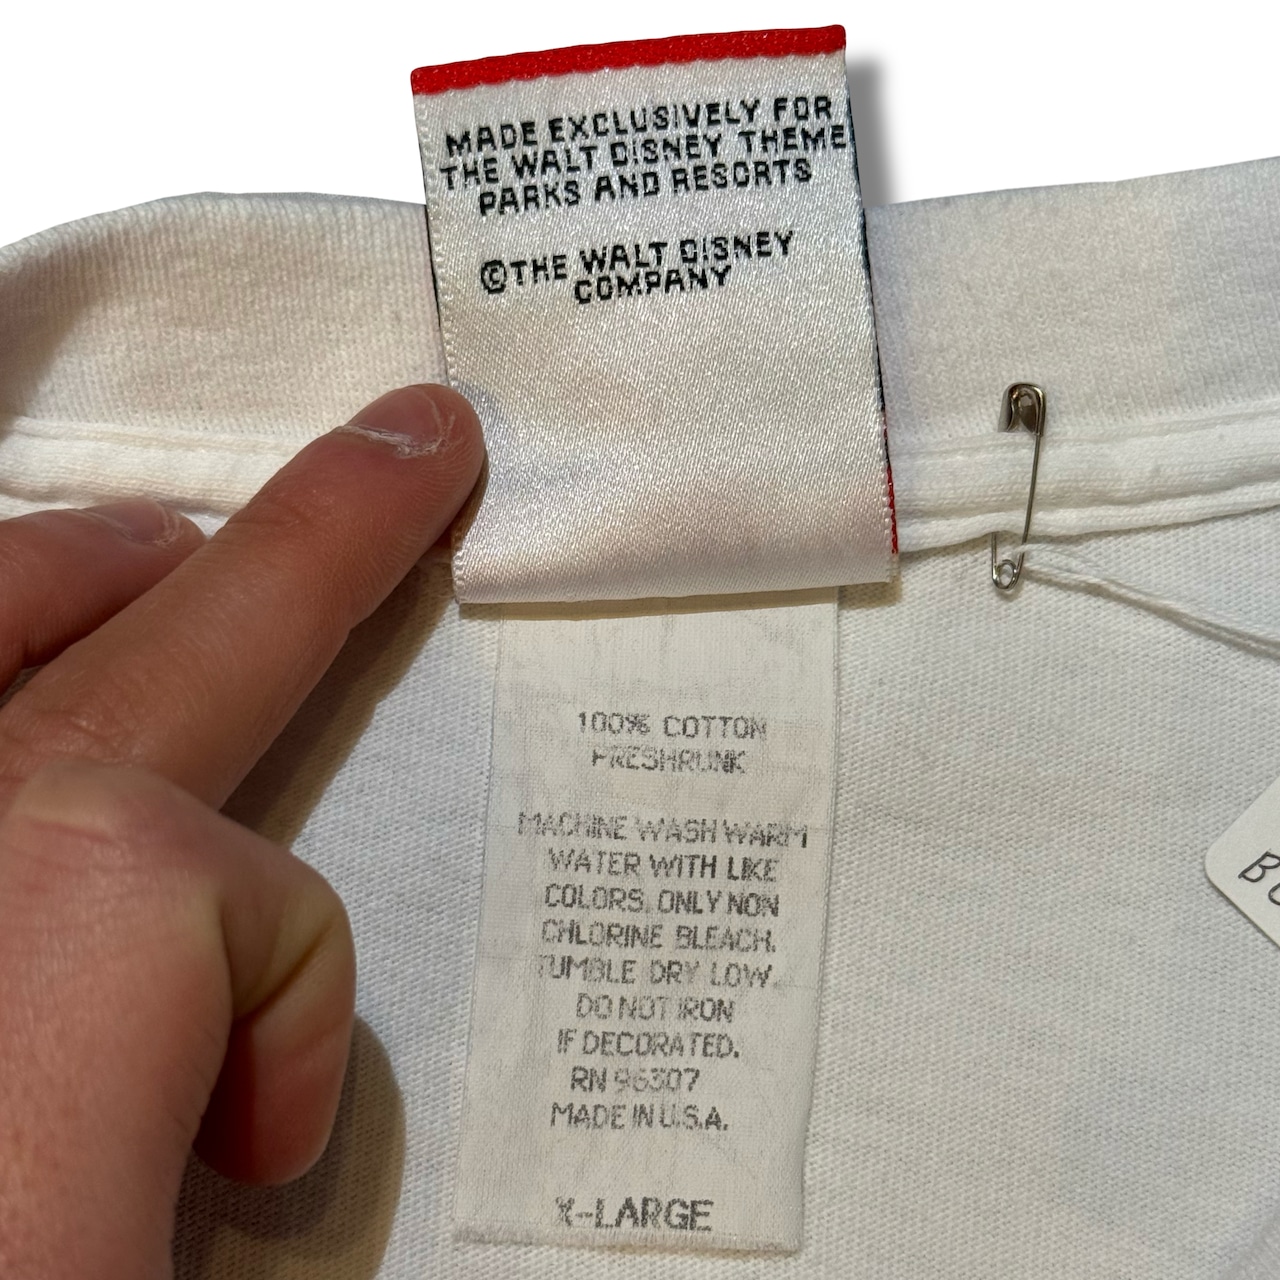 MADE EXCLUSIVELY FOR
THE WALT DISNEY THEME
PARKS AND RESORTS
©THE WALT DISNEY
COMPANY
100% COTTON
PRESHRUNK
MACHINE WASH WARM
WATER WITH LIKE
COLORS, ONLY NON
CHLORINE BLEACH.
TUMBLE DRY LOW.
DO NOT IRON
IF DECORATED.
RN 96307
MADE IN U.S.A.
X-LARGE